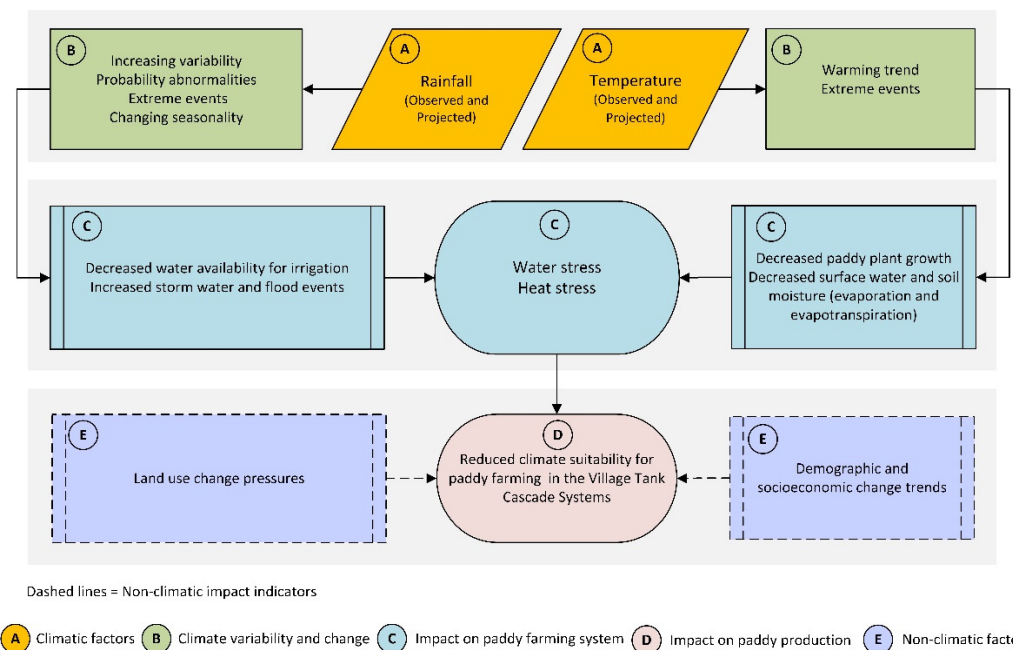 B
Increasing variability
Probability abnormalities
Extreme events
Changing seasonality
A
Rainfall
(Observed and
Projected)
A
Temperature
(Observed and
Projected)
B
Warming trend
Extreme events
C
Decreased water availability for irrigation
Increased storm water and flood events
C
Water stress
Heat stress
C
Decreased paddy plant growth
Decreased surface water and soil
moisture (evaporation and
evapotranspiration)
E
Land use change pressures
D
Reduced climate suitability for
paddy farming in the Village Tank
Cascade Systems
E
Demographic and
socioeconomic change trends
Dashed lines = Non-climatic impact indicators
A Climatic factors
B Climate variability and change
C Impact on paddy farming system
D Impact on paddy production
E Non-climatic